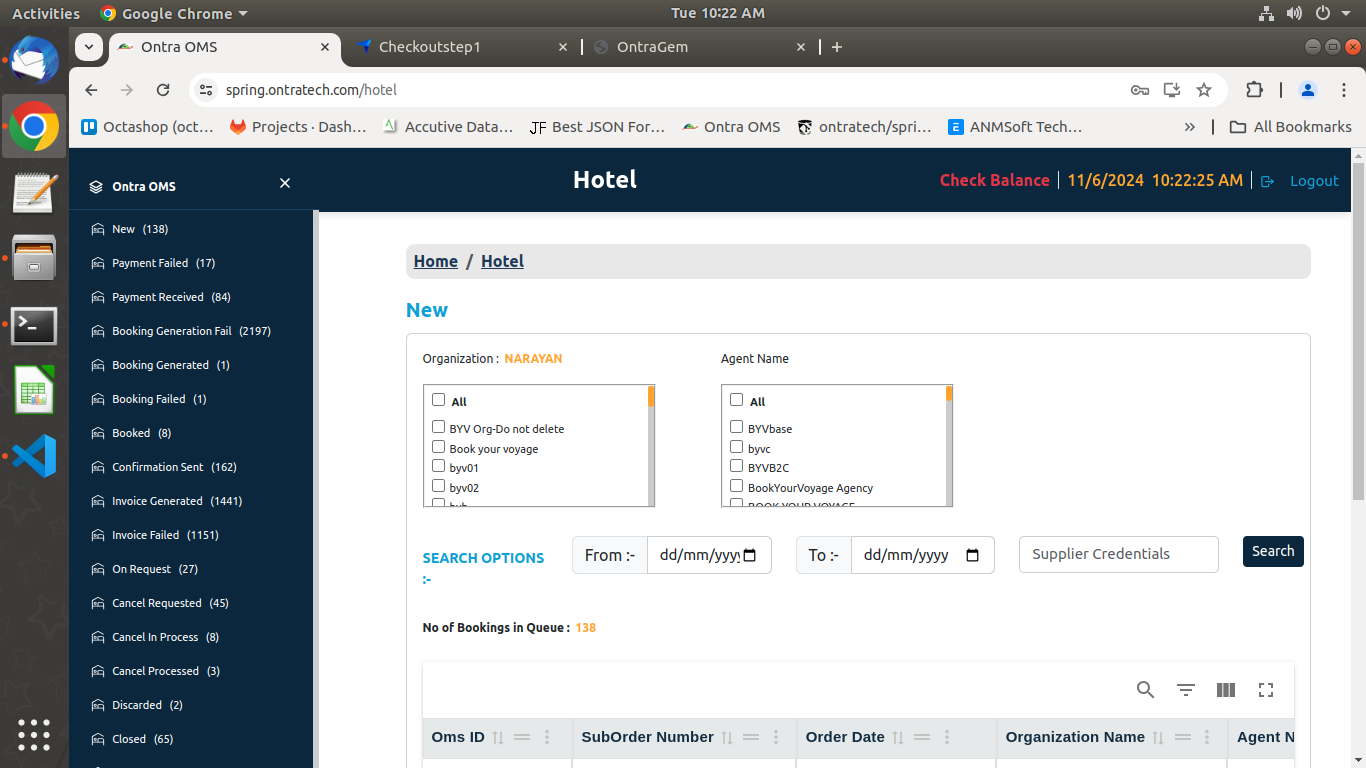 Activities Google Chrome Tue 10:22 AM
Ontra OMS Checkoutstep1 OntraGem
spring.ontratech.com/hotel
Octashop (oct… Projects · Dash… Accutive Data… JF Best JSON For… Ontra OMS ontratech/spri… E ANMSoft Tech… » All Bookmarks
Ontra OMS
Hotel
Check Balance 11/6/2024 10:22:25 AM Logout
New (138)
Payment Failed (17)
Payment Received (84)
Booking Generation Fail (2197)
Booking Generated (1)
Booking Failed (1)
Booked (8)
Confirmation Sent (162)
Invoice Generated (1441)
Invoice Failed (1151)
On Request (27)
Cancel Requested (45)
Cancel In Process (8)
Cancel Processed (3)
Discarded (2)
Closed (65)
Home / Hotel
New
Organization : NARAYAN
All
BYV Org-Do not delete
Book your voyage
byv01
byv02
Agent Name
All
BYVbase
byvc
BYVB2C
BookYourVoyage Agency
BOOK YOUR VOYAGE
SEARCH OPTIONS
:-
From :- dd/mm/yyyy To :- dd/mm/yyyy Supplier Credentials Search
No of Bookings in Queue : 138
Oms ID SubOrder Number Order Date Organization Name Agent N